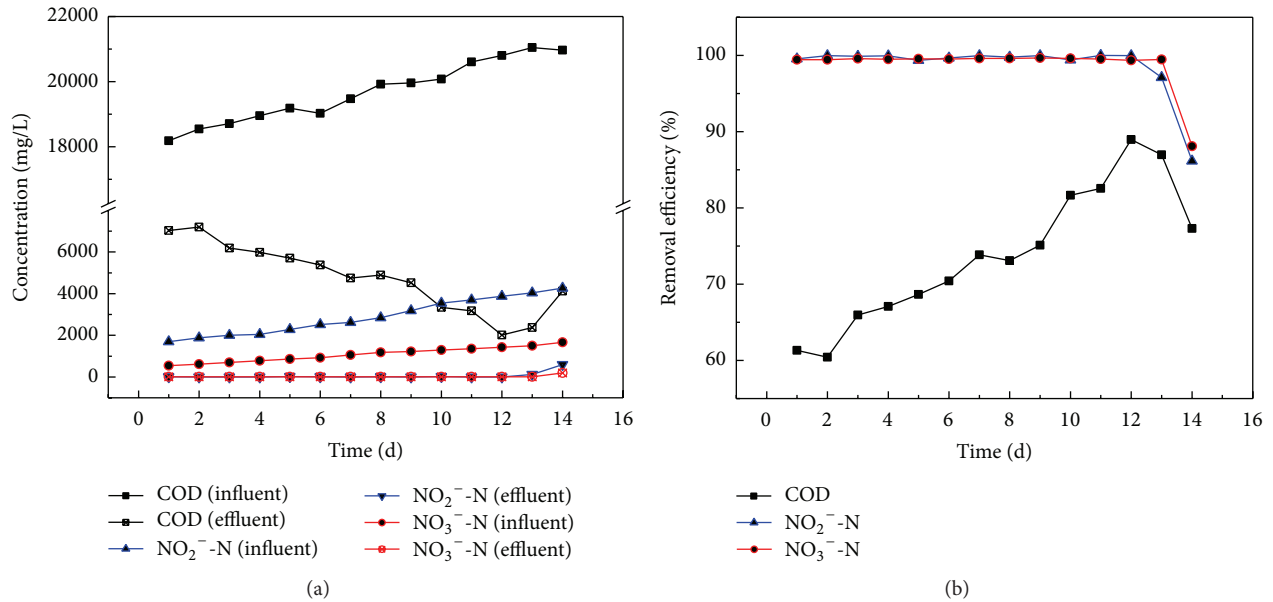 22000
20000
18000
6000
4000
2000
0
Concentration (mg/L)
0 2 4 6 8 10 12 14 16
Time (d)
COD (influent)
COD (effluent)
NO₂⁻-N (influent)
NO₂⁻-N (effluent)
NO₃⁻-N (influent)
NO₃⁻-N (effluent)
(a)
100
90
80
70
60
Removal efficiency (%)
0 2 4 6 8 10 12 14 16
Time (d)
COD
NO₂⁻-N
NO₃⁻-N
(b)